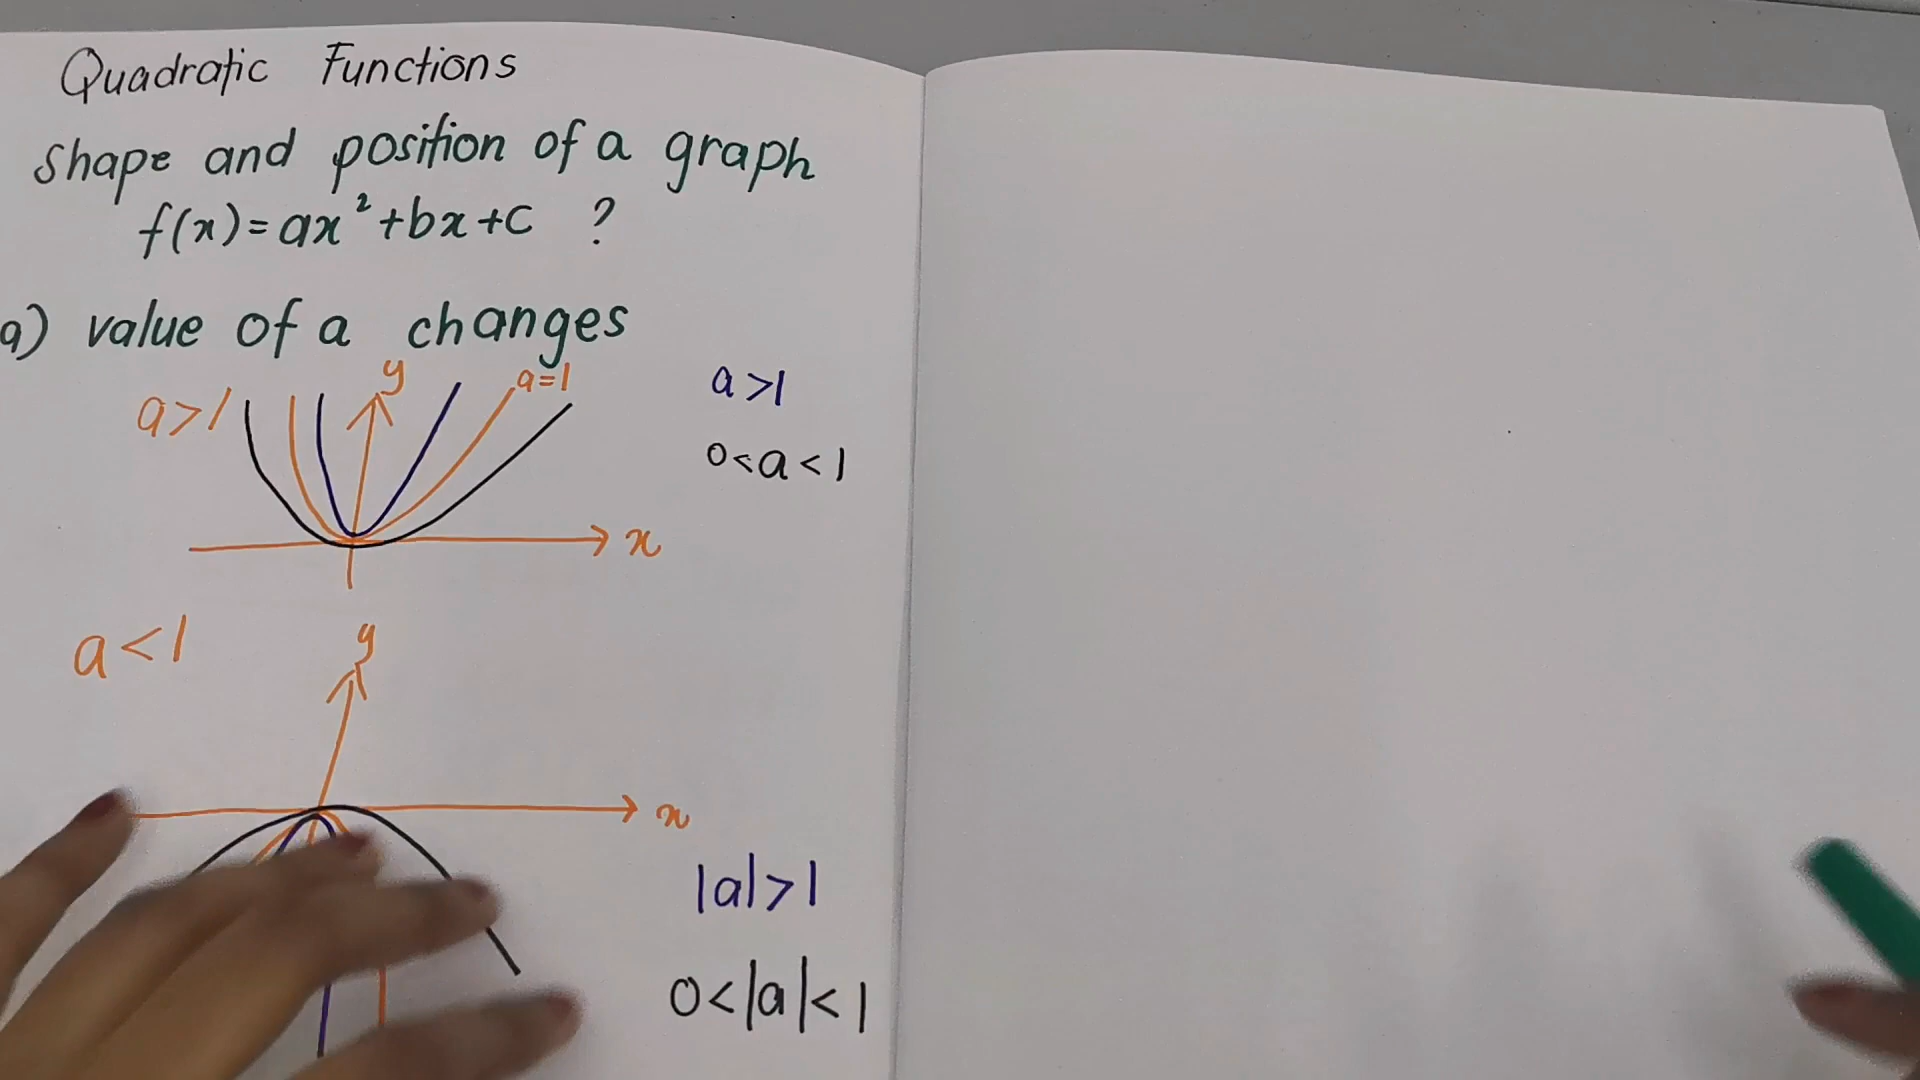 Quadratic Functions
Shape and position of a graph
f(x)=ax²+bx+c ?
a) value of a changes
y
a=1
a>1
a>1
0<a<1
x
a<1
y
x
|a|>1
0<|a|<1